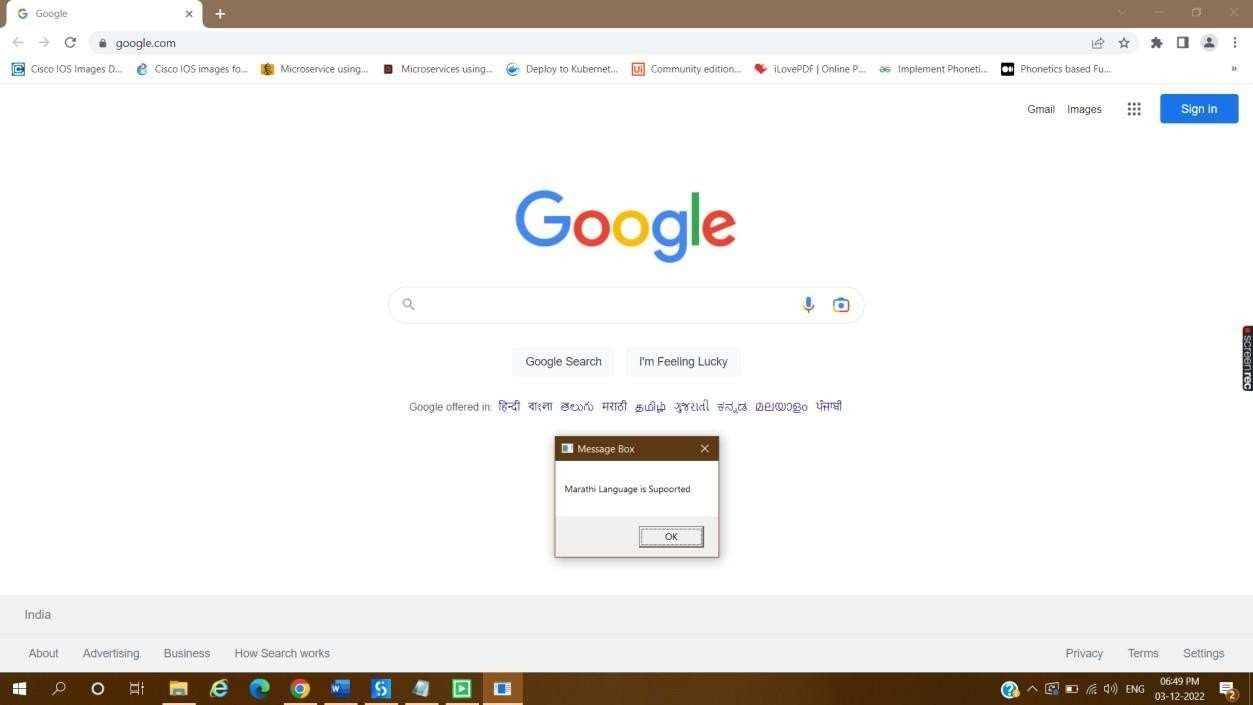 Google
google.com
Cisco IOS Images D... Cisco IOS images fo... Microservice using... Microservices using... Deploy to Kubernet... Community edition... iLovePDF | Online P... Implement Phoneti... Phonetics based Fu... »
Gmail Images Sign in
Google
Google Search I'm Feeling Lucky
Google offered in: हिन्दी বাংলা తెలుగు मराठी தமிழ் ગુજરાતી ಕನ್ನಡ മലയാളം ਪੰਜਾਬੀ
screenrec
Message Box
Marathi Language is Supoorted
OK
India
About Advertising Business How Search works Privacy Terms Settings
ENG 06:49 PM
03-12-2022 2